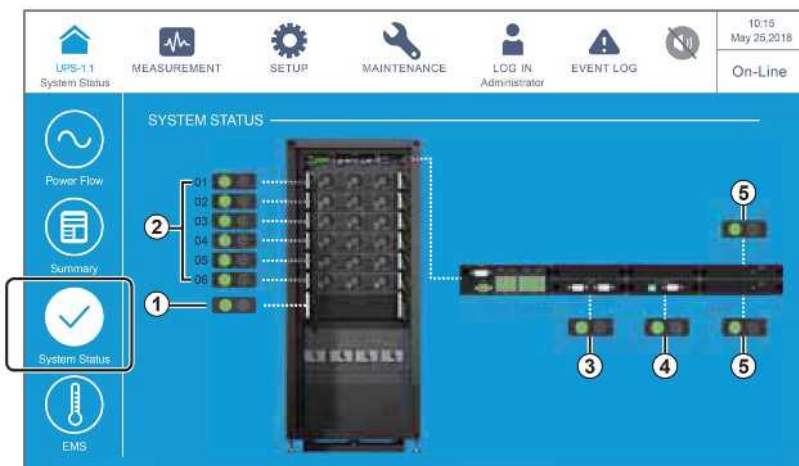 UPS-1.1
System Status
MEASUREMENT
SETUP
MAINTENANCE
LOG IN
Administrator
EVENT LOG
10:15
May 25,2018
On-Line
Power Flow
Summary
System Status
EMS
SYSTEM STATUS
01
02
03
04
05
06
2
1
5
3
4
5